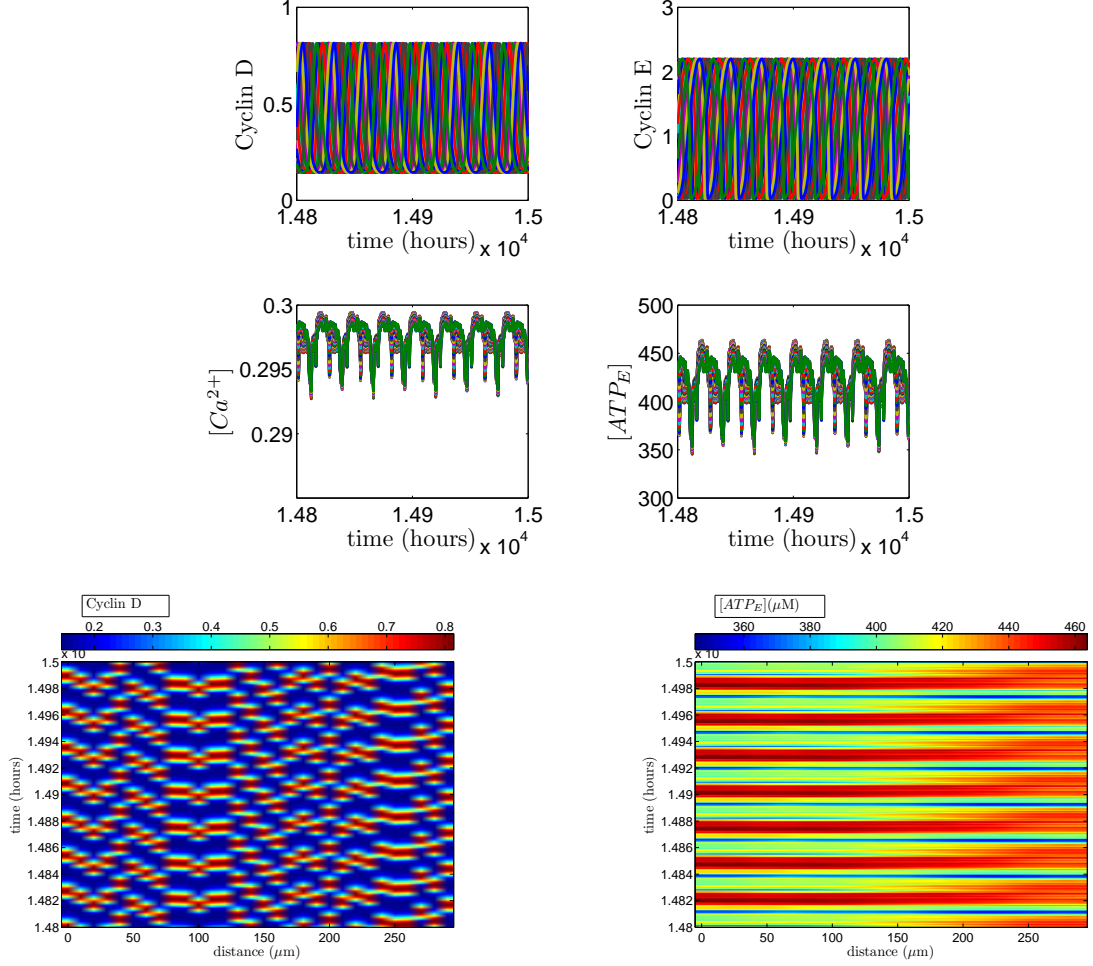 Cyclin D
1
0.5
0
1.48 1.49 1.5
time (hours) x 10^4
Cyclin E
3
2
1
0
1.48 1.49 1.5
time (hours) x 10^4
[Ca^{2+}]
0.3
0.295
0.29
1.48 1.49 1.5
time (hours) x 10^4
[ATP_E]
500
450
400
350
300
1.48 1.49 1.5
time (hours) x 10^4
Cyclin D
0.2 0.3 0.4 0.5 0.6 0.7 0.8
x 10
1.5
1.498
1.496
1.494
1.492
1.49
1.488
1.486
1.484
1.482
1.48
time (hours)
0 50 100 150 200 250
distance (μm)
[ATP_E](μM)
360 380 400 420 440 460
x 10
1.5
1.498
1.496
1.494
1.492
1.49
1.488
1.486
1.484
1.482
1.48
time (hours)
0 50 100 150 200 250
distance (μm)